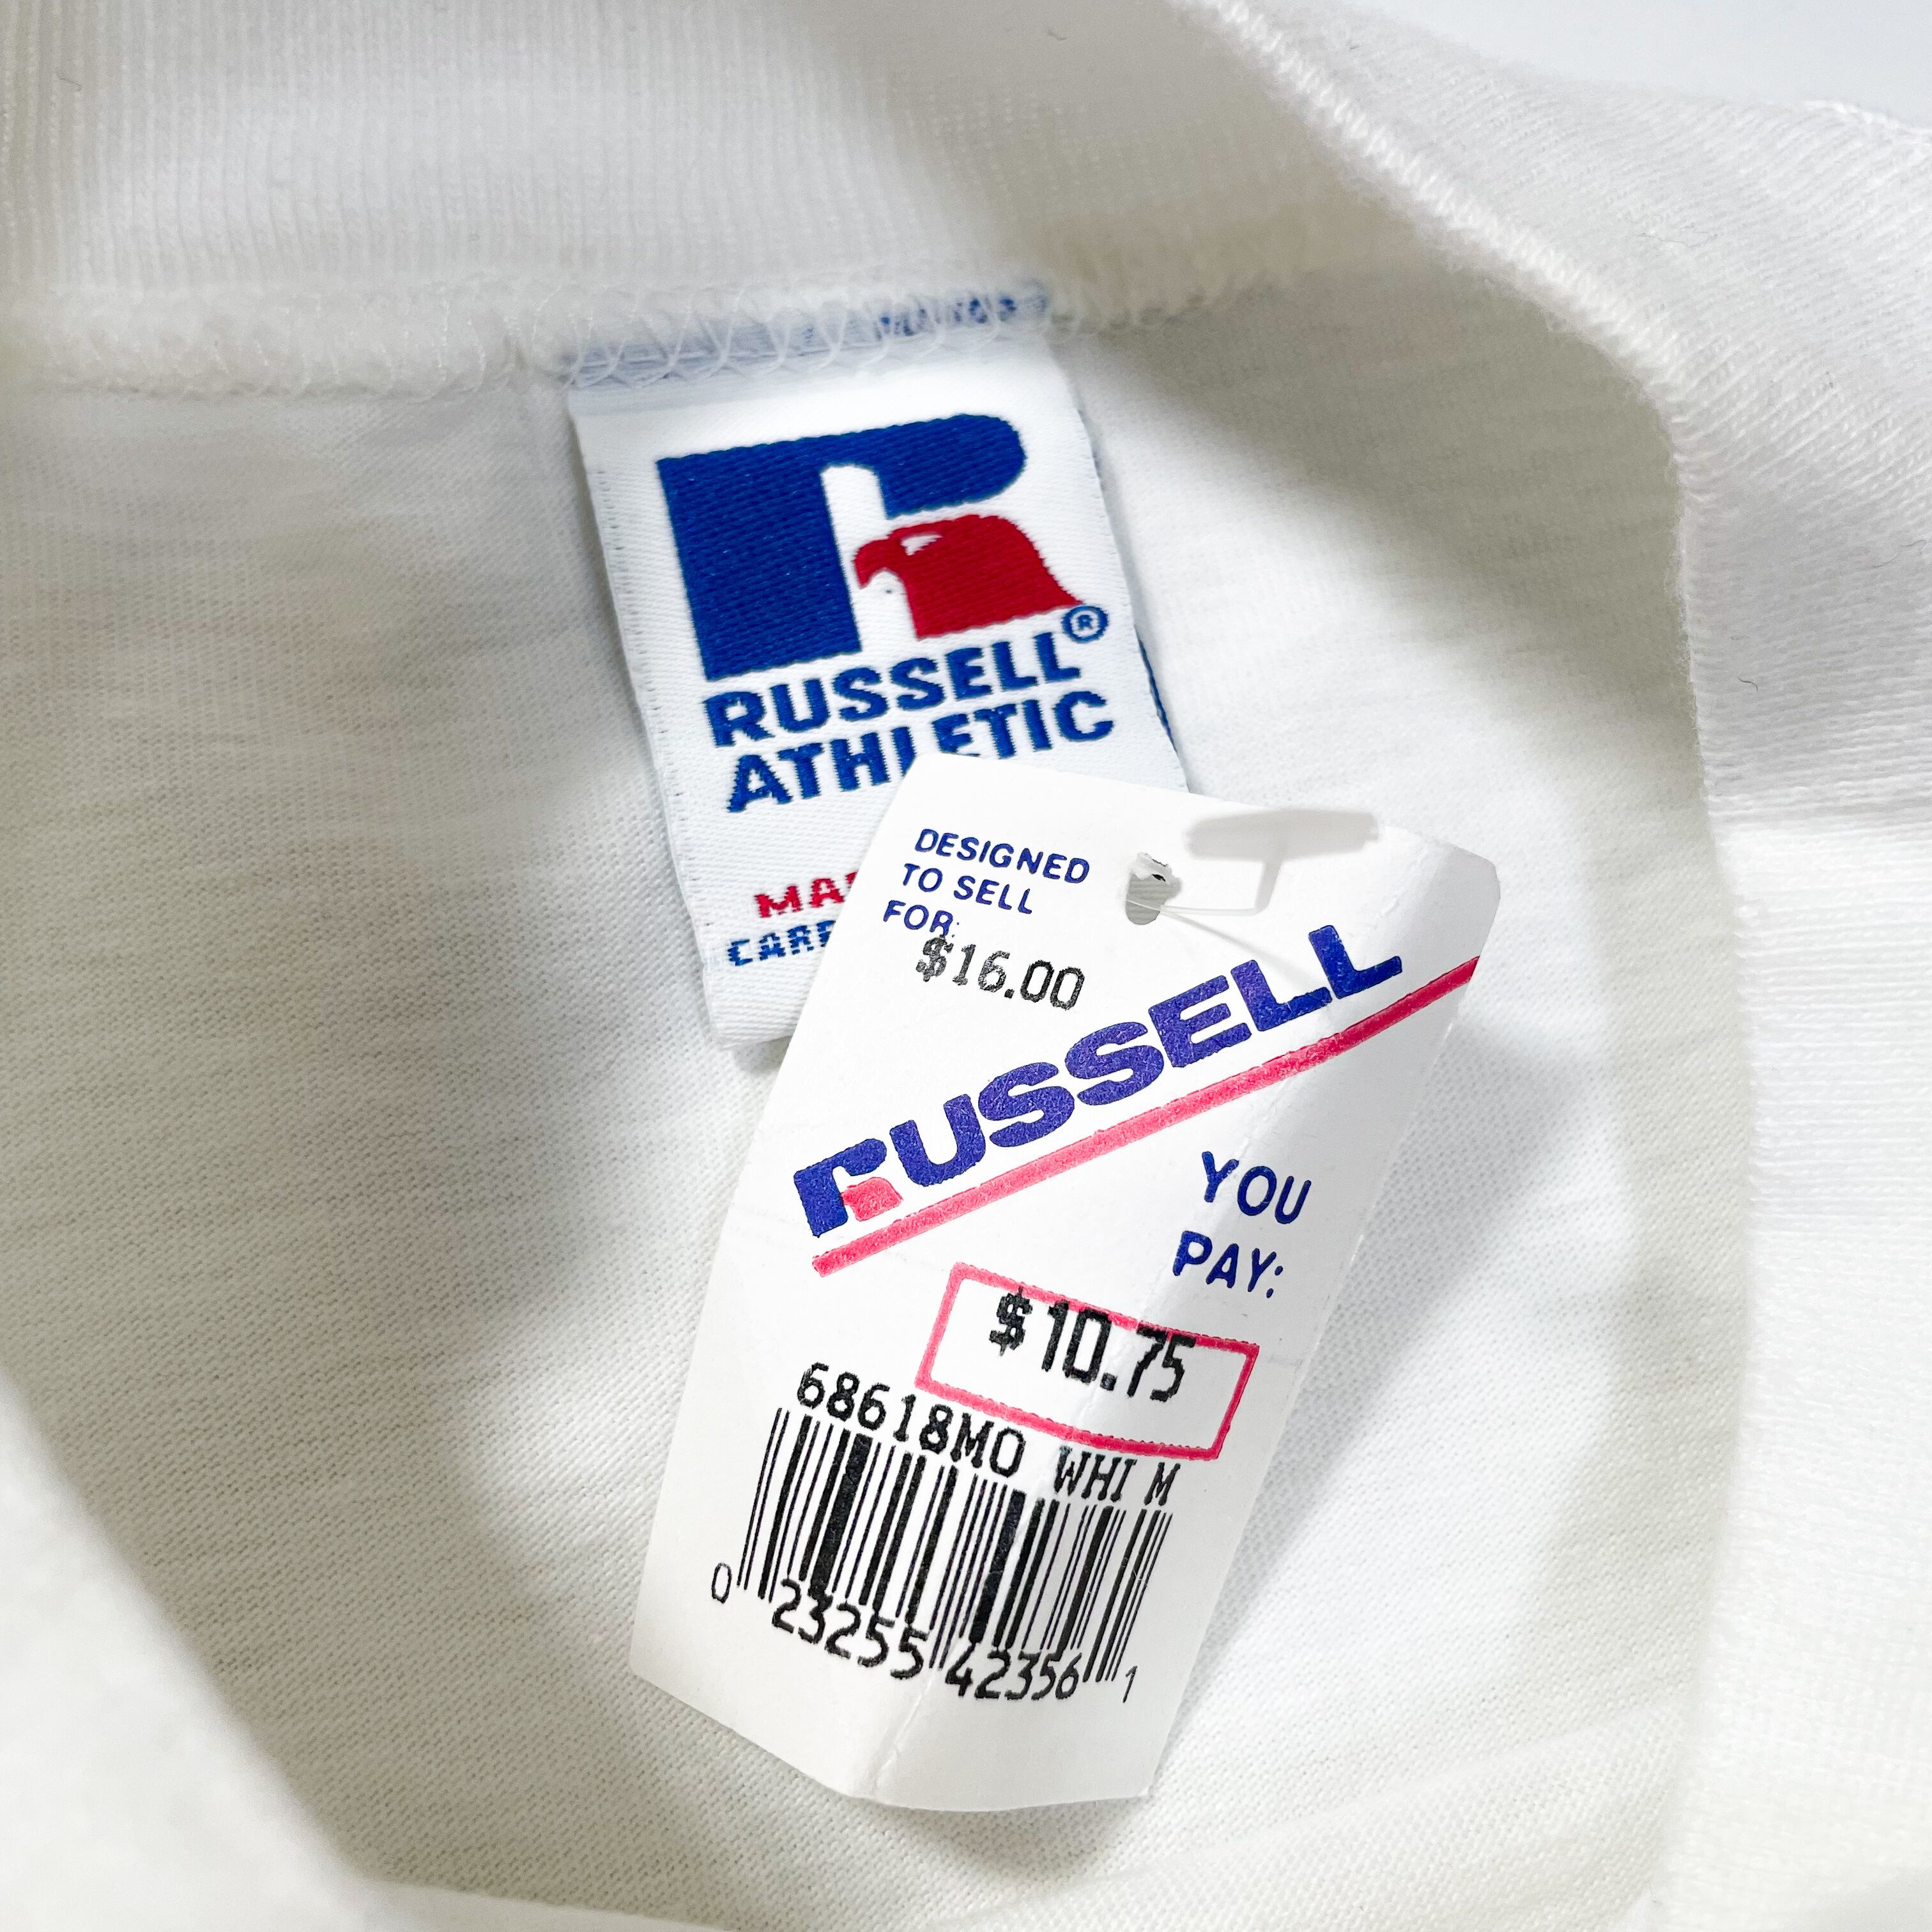 RUSSELL®
ATHLETIC
DESIGNED
TO SELL
FOR:
$16.00
RUSSELL
YOU
PAY:
$10.75
68618MO WHI M
0 23255 42356 1